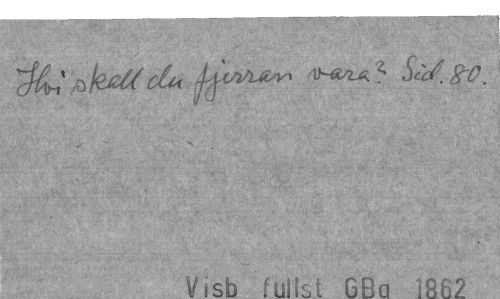 Hvi skall du fjerran vara? Sid. 80.
Visb fullst GBg 1862